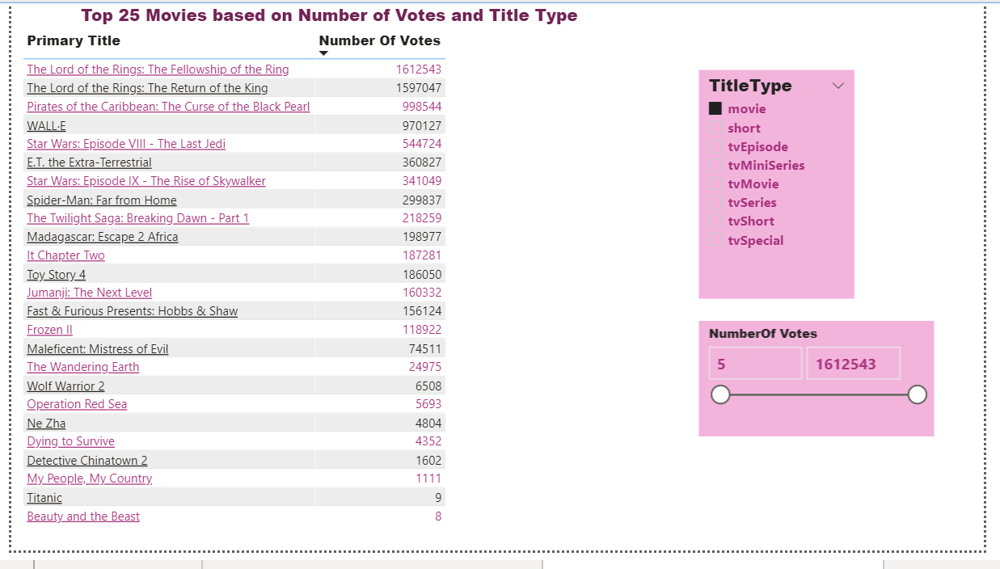 Top 25 Movies based on Number of Votes and Title Type
Primary Title Number Of Votes
The Lord of the Rings: The Fellowship of the Ring 1612543
The Lord of the Rings: The Return of the King 1597047
Pirates of the Caribbean: The Curse of the Black Pearl 998544
WALL·E 970127
Star Wars: Episode VIII - The Last Jedi 544724
E.T. the Extra-Terrestrial 360827
Star Wars: Episode IX - The Rise of Skywalker 341049
Spider-Man: Far from Home 299837
The Twilight Saga: Breaking Dawn - Part 1 218259
Madagascar: Escape 2 Africa 198977
It Chapter Two 187281
Toy Story 4 186050
Jumanji: The Next Level 160332
Fast & Furious Presents: Hobbs & Shaw 156124
Frozen II 118922
Maleficent: Mistress of Evil 74511
The Wandering Earth 24975
Wolf Warrior 2 6508
Operation Red Sea 5693
Ne Zha 4804
Dying to Survive 4352
Detective Chinatown 2 1602
My People, My Country 1111
Titanic 9
Beauty and the Beast 8
TitleType
movie
short
tvEpisode
tvMiniSeries
tvMovie
tvSeries
tvShort
tvSpecial
NumberOf Votes
5 1612543